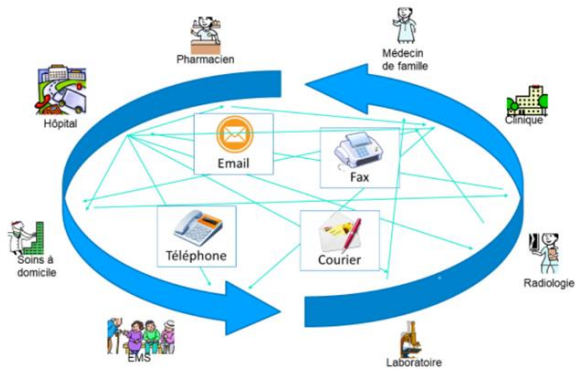 Pharmacien
Médecin
de famille
Hôpital
Clinique
Email
Fax
Téléphone
Courier
Soins à
domicile
Radiologie
EMS
Laboratoire